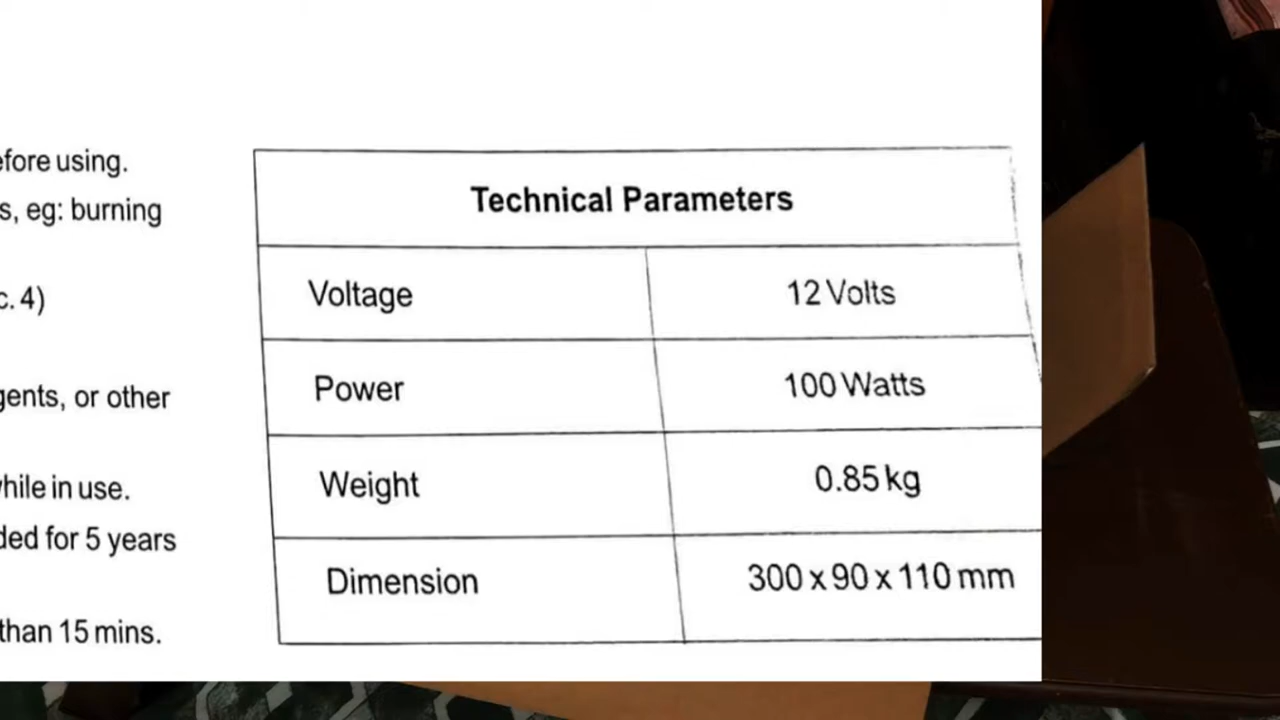 efore using.
s, eg: burning
c. 4)
gents, or other
while in use.
ded for 5 years
than 15 mins.
Technical Parameters
Voltage 12 Volts
Power 100 Watts
Weight 0.85 kg
Dimension 300 x 90 x 110 mm